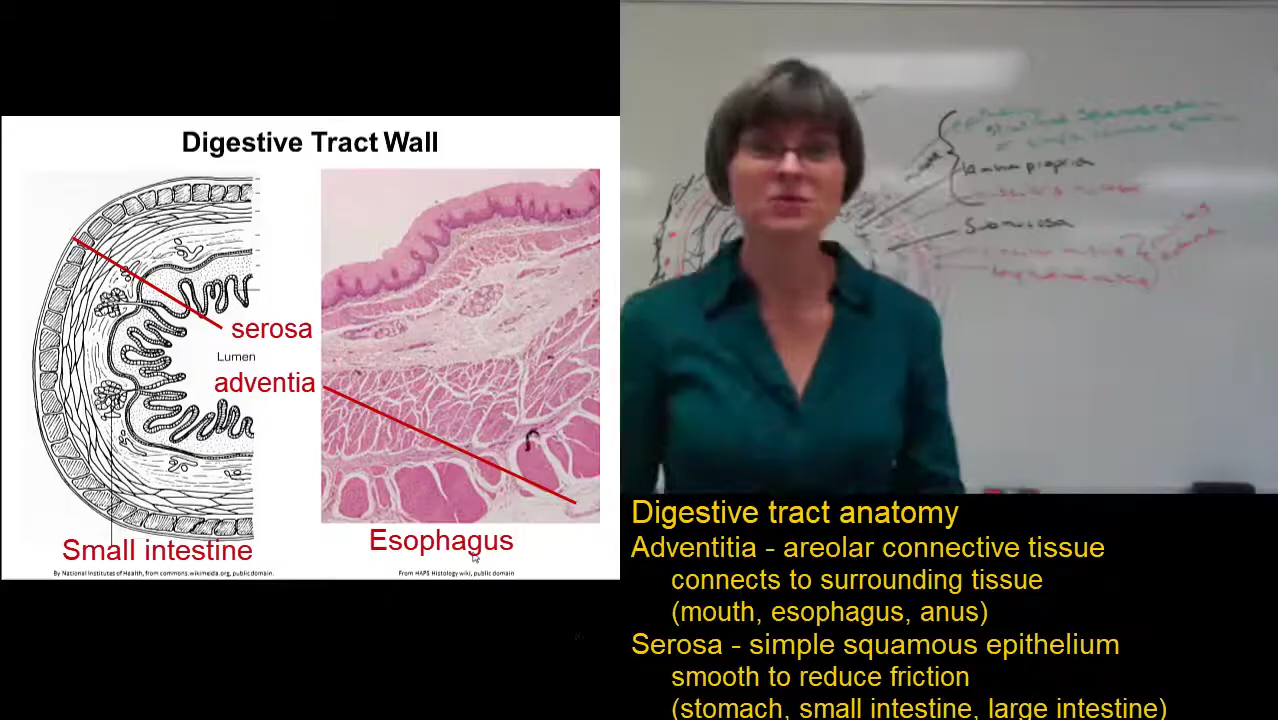 Digestive Tract Wall
serosa
Lumen
adventia
Small intestine
Esophagus
By National Institutes of Health, from commons.wikimeida.org, public domain.
From HAPS Histology wiki, public domain
lamina propria
Submucosa
Digestive tract anatomy
Adventitia - areolar connective tissue
connects to surrounding tissue
(mouth, esophagus, anus)
Serosa - simple squamous epithelium
smooth to reduce friction
(stomach, small intestine, large intestine)